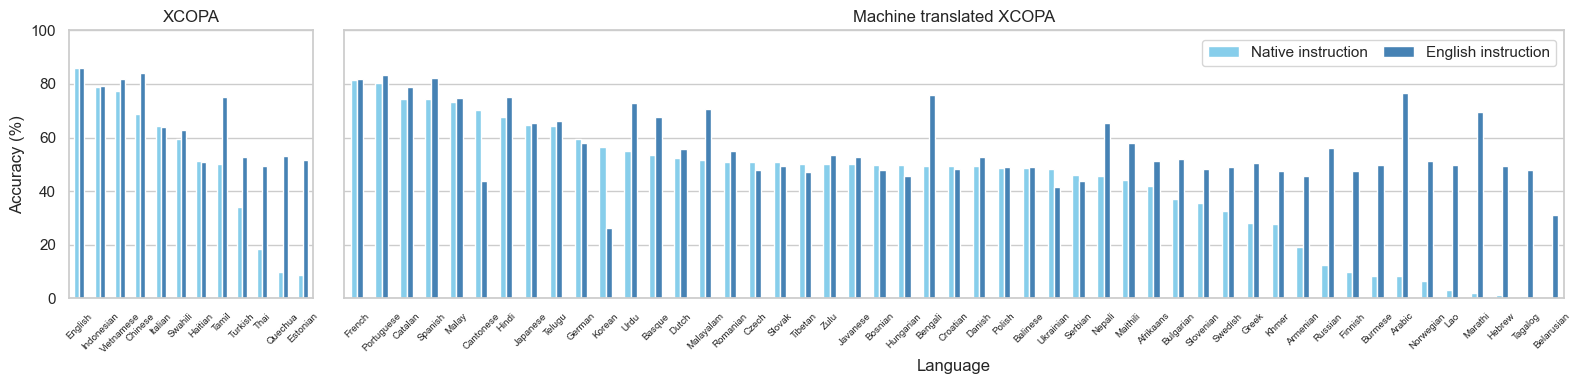 XCOPA
Machine translated XCOPA
Native instruction
English instruction
Accuracy (%)
100
80
60
40
20
0
English
Indonesian
Vietnamese
Chinese
Italian
Swahili
Haitian
Tamil
Turkish
Thai
Quechua
Estonian
French
Portuguese
Catalan
Spanish
Malay
Cantonese
Hindi
Japanese
Telugu
German
Korean
Urdu
Basque
Dutch
Malayalam
Romanian
Czech
Slovak
Tibetan
Zulu
Javanese
Bosnian
Hungarian
Bengali
Croatian
Danish
Polish
Balinese
Ukrainian
Serbian
Nepali
Maithili
Afrikaans
Bulgarian
Slovenian
Swedish
Greek
Khmer
Armenian
Russian
Finnish
Burmese
Arabic
Norwegian
Lao
Marathi
Hebrew
Tagalog
Belarusian
Language